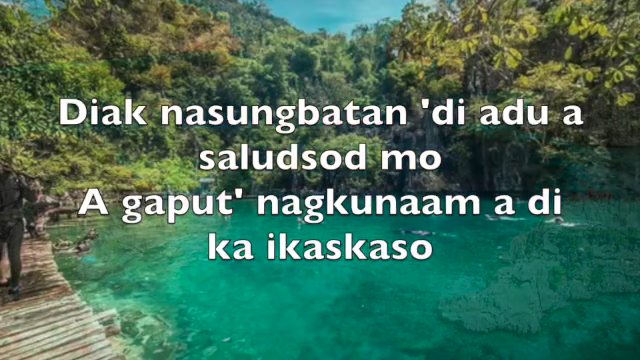 Diak nasungbatan 'di adu a
saludsod mo
A gaput' nagkunaam a di
ka ikaskaso